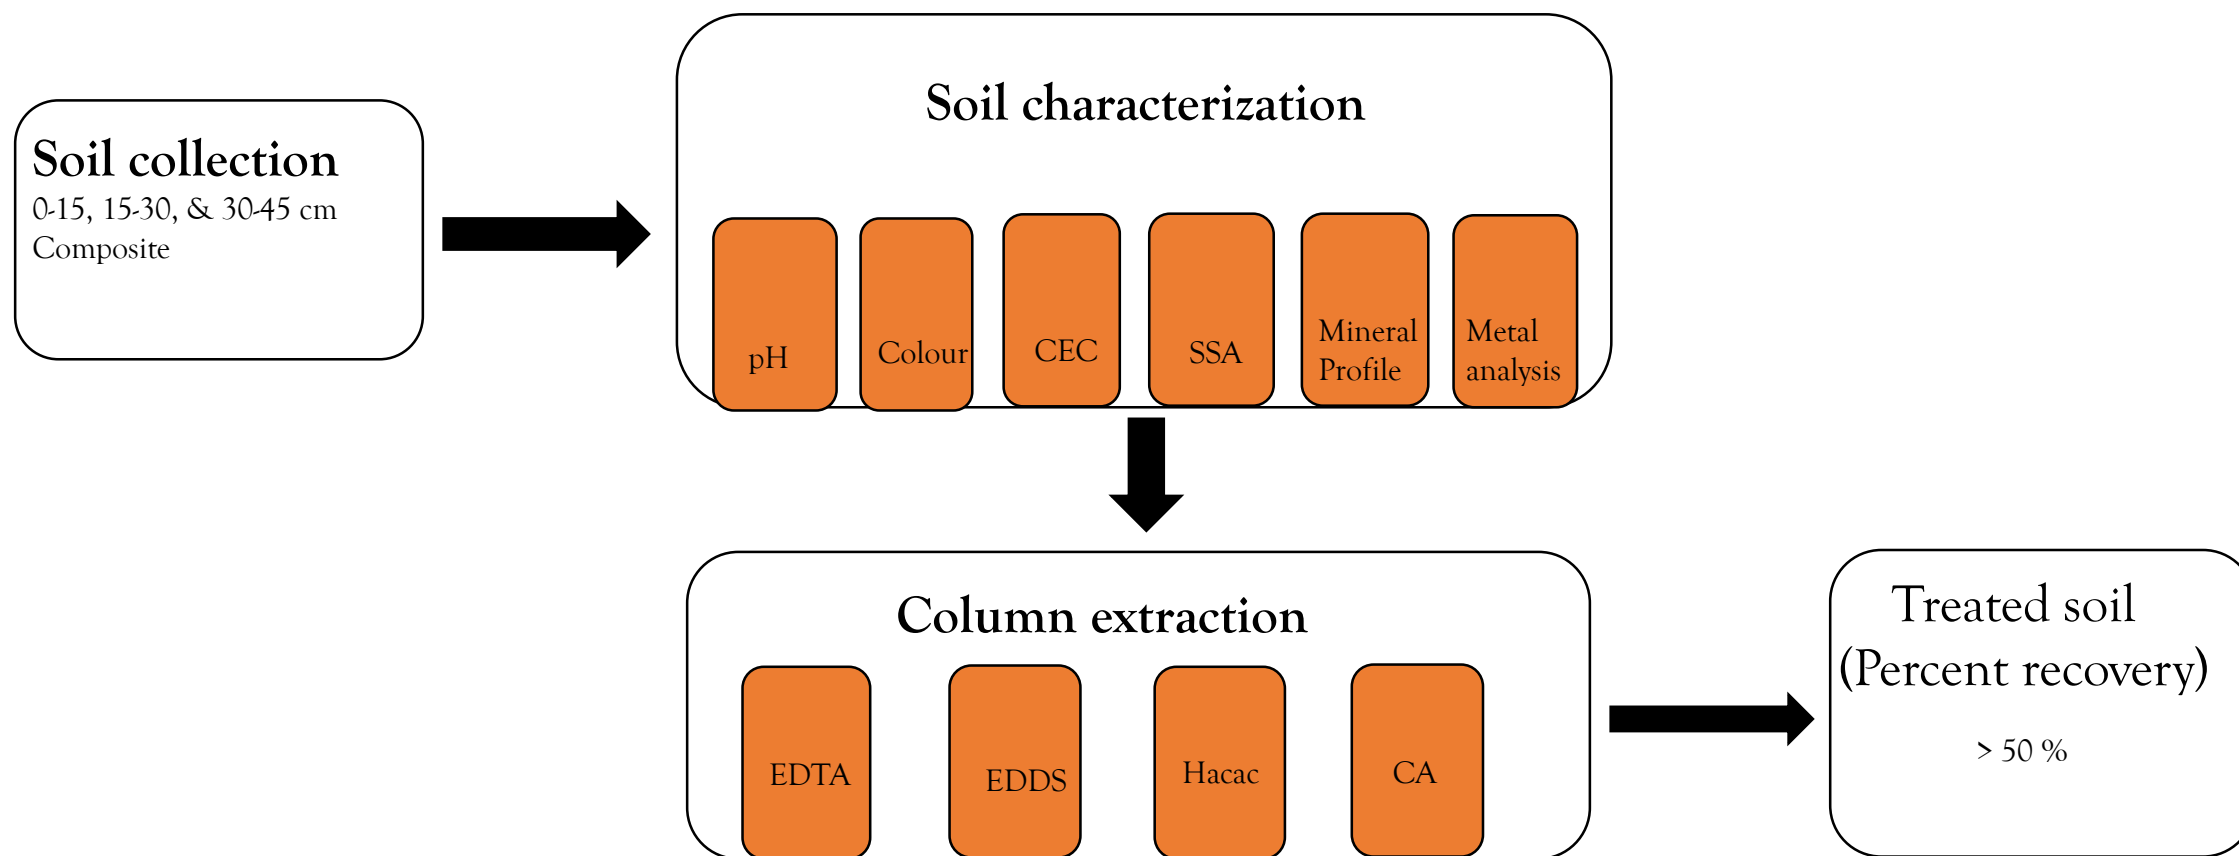 Soil collection
0-15, 15-30, & 30-45 cm
Composite
Soil characterization
pH
Colour
CEC
SSA
Mineral
Profile
Metal
analysis
Column extraction
EDTA
EDDS
Hacac
CA
Treated soil
(Percent recovery)
> 50 %